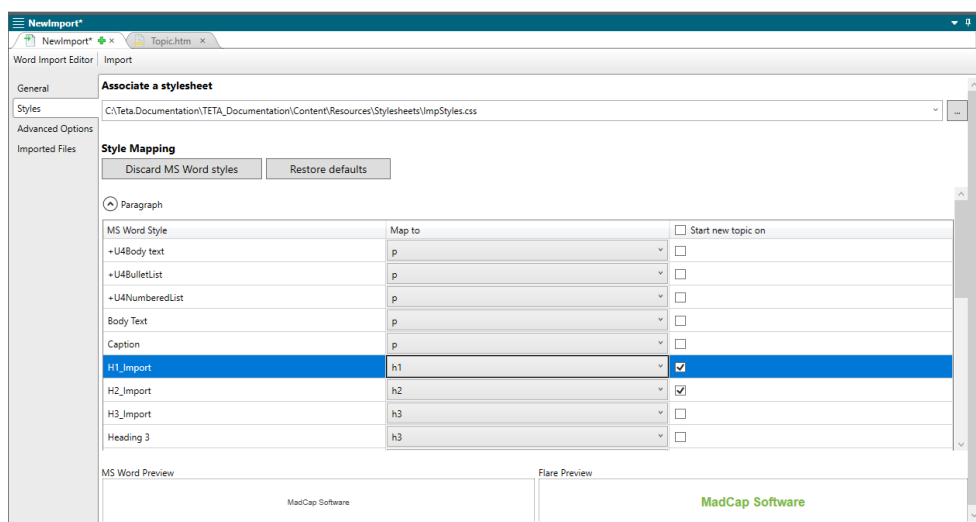 NewImport*
NewImport* Topic.htm
Word Import Editor Import
General
Styles
Advanced Options
Imported Files
Associate a stylesheet
C:\Teta.Documentation\TETA_Documentation\Content\Resources\Stylesheets\ImpStyles.css ...
Style Mapping
Discard MS Word styles Restore defaults
Paragraph
MS Word Style Map to Start new topic on
+U4Body text p
+U4BulletList p
+U4NumberedList p
Body Text p
Caption p
H1_Import h1
H2_Import h2
H3_Import h3
Heading 3 h3
MS Word Preview Flare Preview
MadCap Software MadCap Software